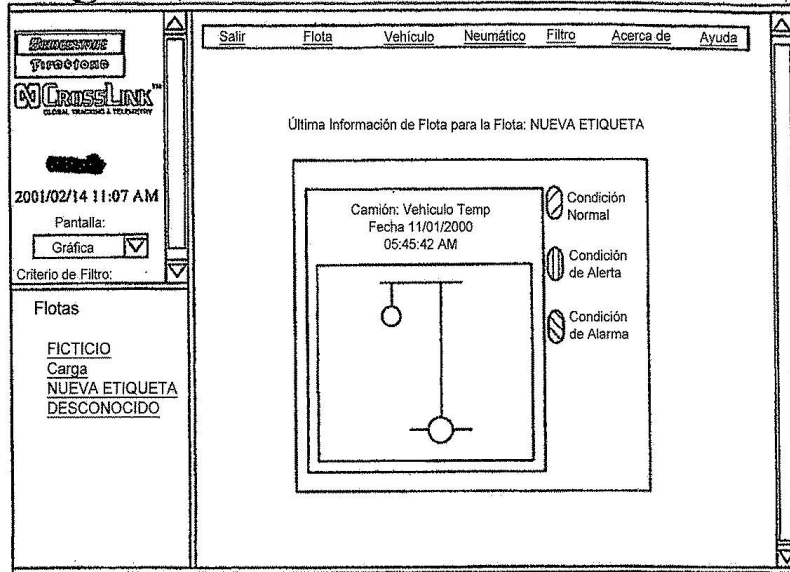 BRIDGESTONE
Firestone
CROSSLINK™
GLOBAL TRACKING & TELEMETRY
2001/02/14 11:07 AM
Pantalla:
Gráfica
Criterio de Filtro:
Flotas
FICTICIO
Carga
NUEVA ETIQUETA
DESCONOCIDO
Salir Flota Vehículo Neumático Filtro Acerca de Ayuda
Última Información de Flota para la Flota: NUEVA ETIQUETA
Camión: Vehiculo Temp
Fecha 11/01/2000
05:45:42 AM
Condición
Normal
Condición
de Alerta
Condición
de Alarma